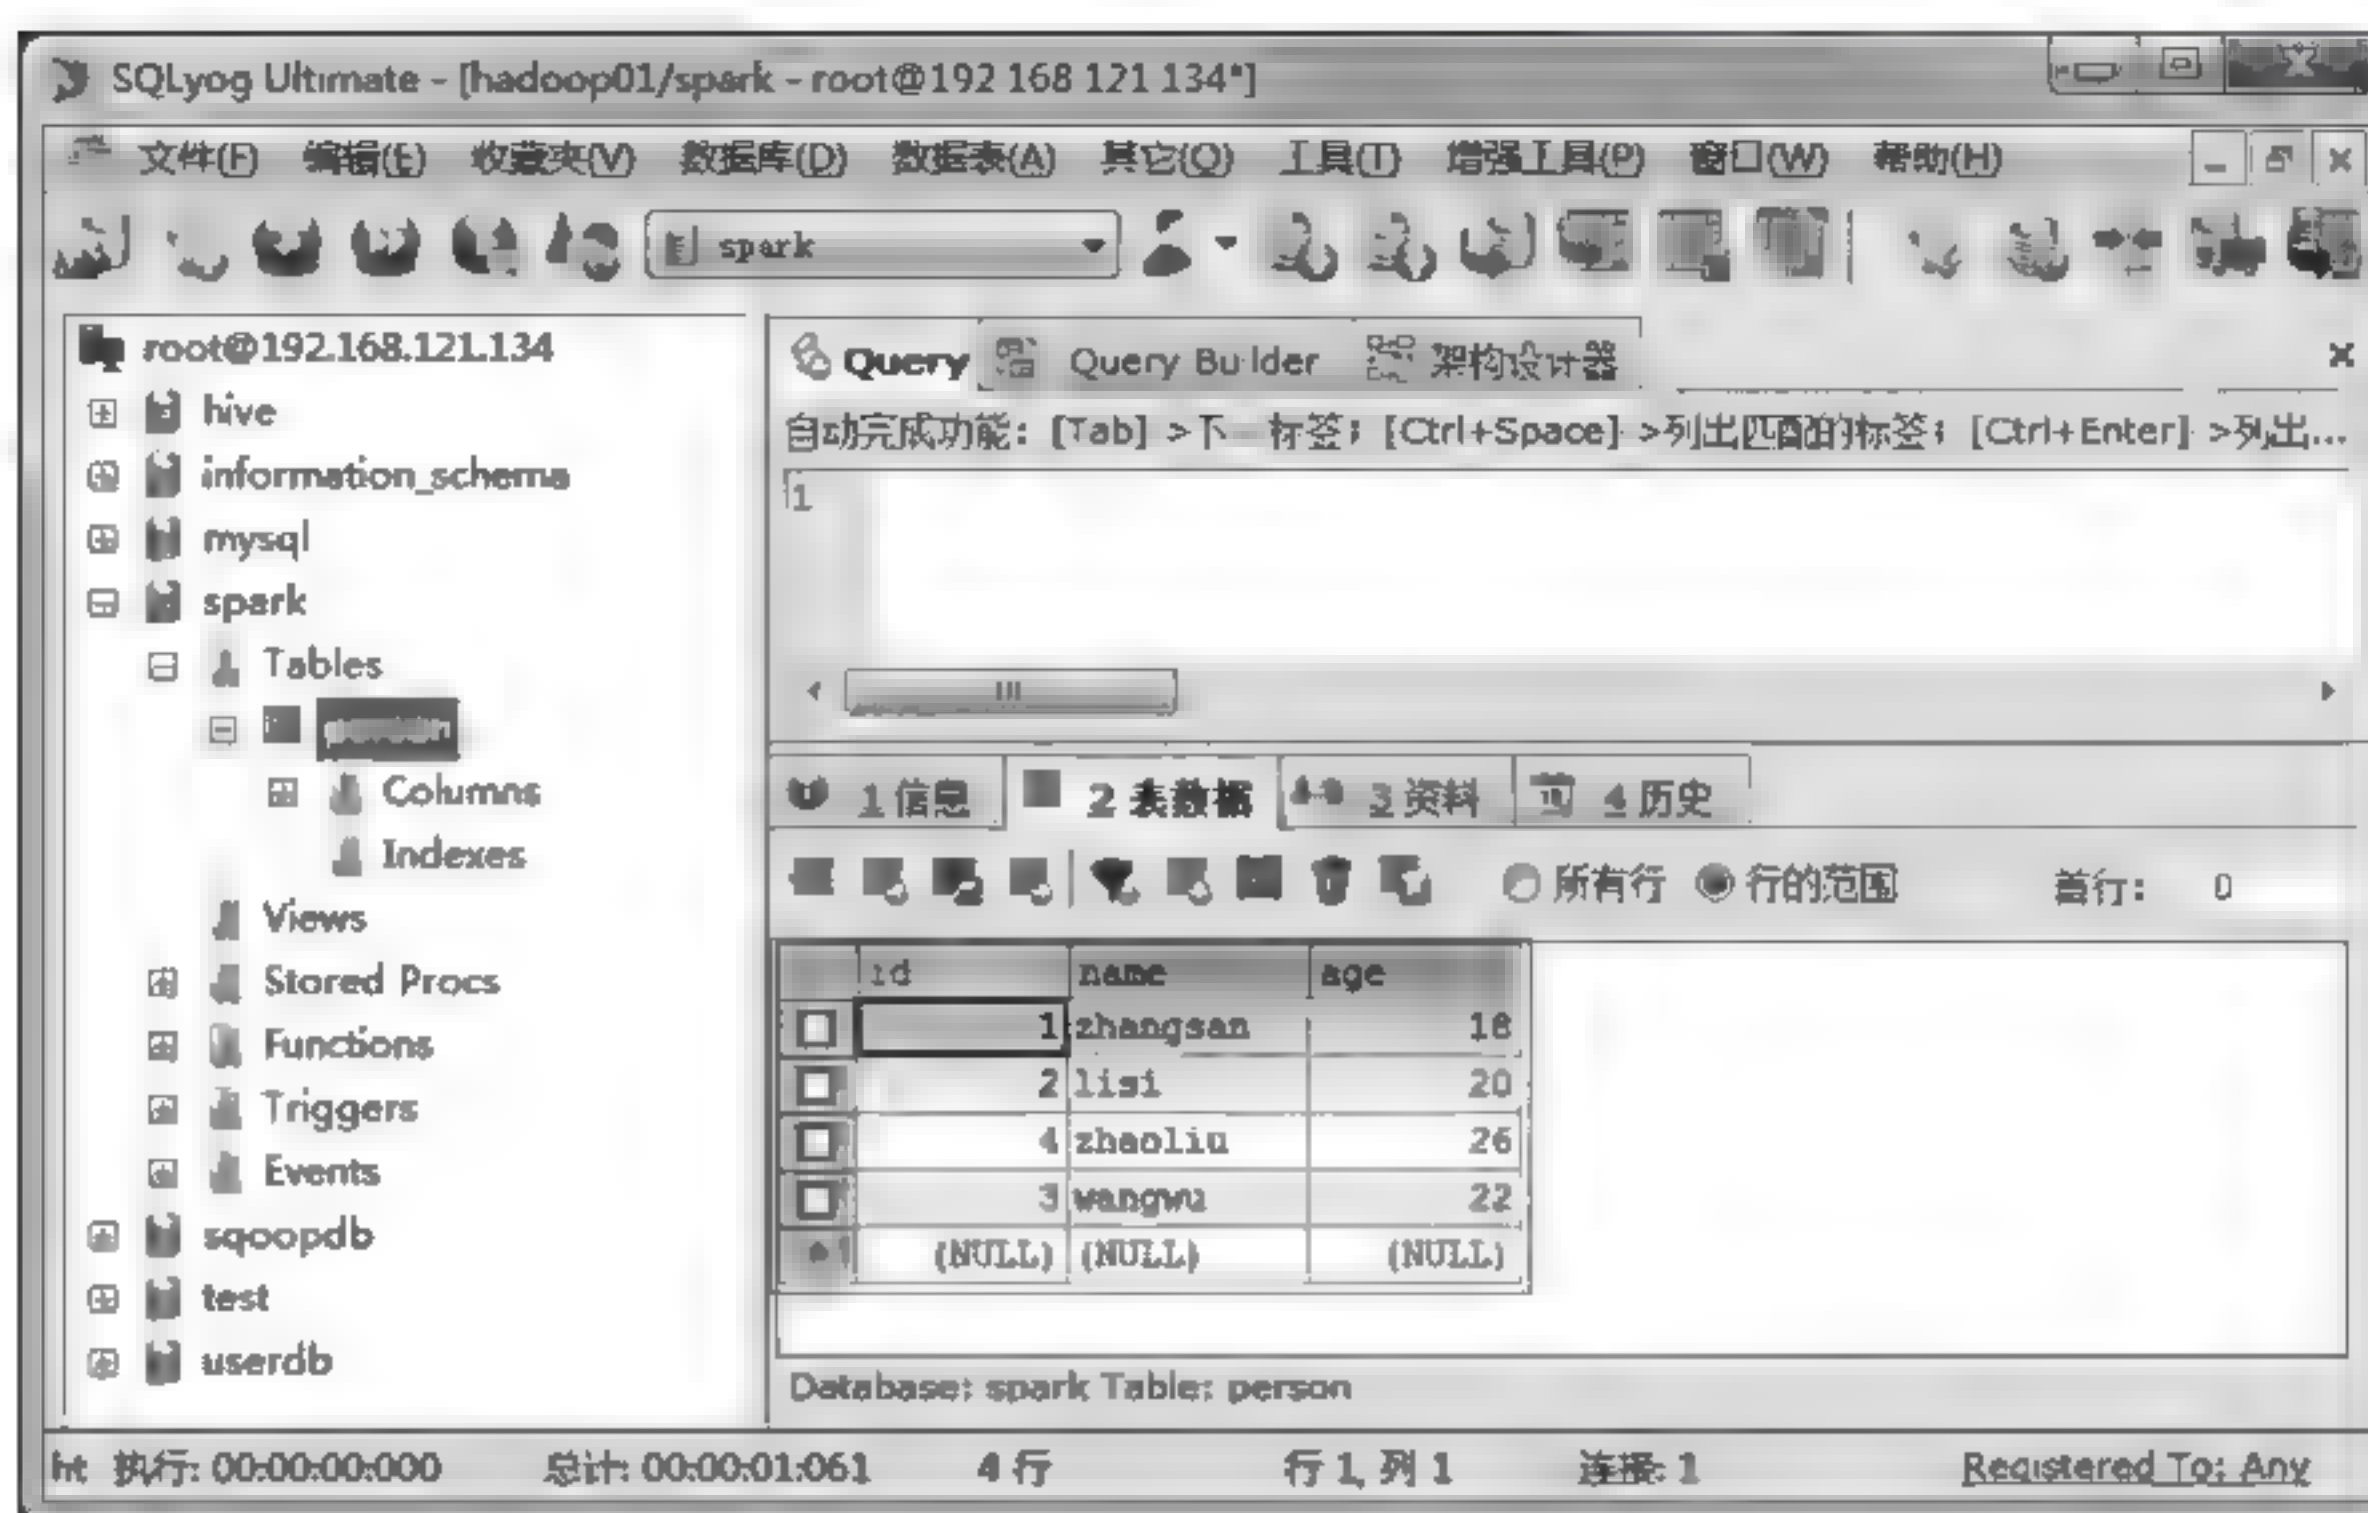 SQLyog Ultimate - [hadoop01/spark - root@192 168 121 134*]
文件(F) 编辑(E) 收藏夹(V) 数据库(D) 数据表(A) 其它(O) 工具(T) 增强工具(P) 窗口(W) 帮助(H)
spark
root@192.168.121.134
hive
information_schema
mysql
spark
Tables
Columns
Indexes
Views
Stored Procs
Functions
Triggers
Events
sqoopdb
test
userdb
Query Query Builder 架构设计器
自动完成功能: [Tab] >下一标签; [Ctrl+Space] >列出匹配的标签; [Ctrl+Enter] >列出...
1
1 信息 2 表数据 3 资料 4 历史
所有行 行的范围 首行: 0
id name age
1 zhangsan 18
2 lisi 20
4 zhaoliu 26
3 wangwu 22
(NULL) (NULL) (NULL)
Database: spark Table: person
执行: 00:00:00:000 总计: 00:00:01:061 4 行 行 1, 列 1 连接: 1 Registered To: Any